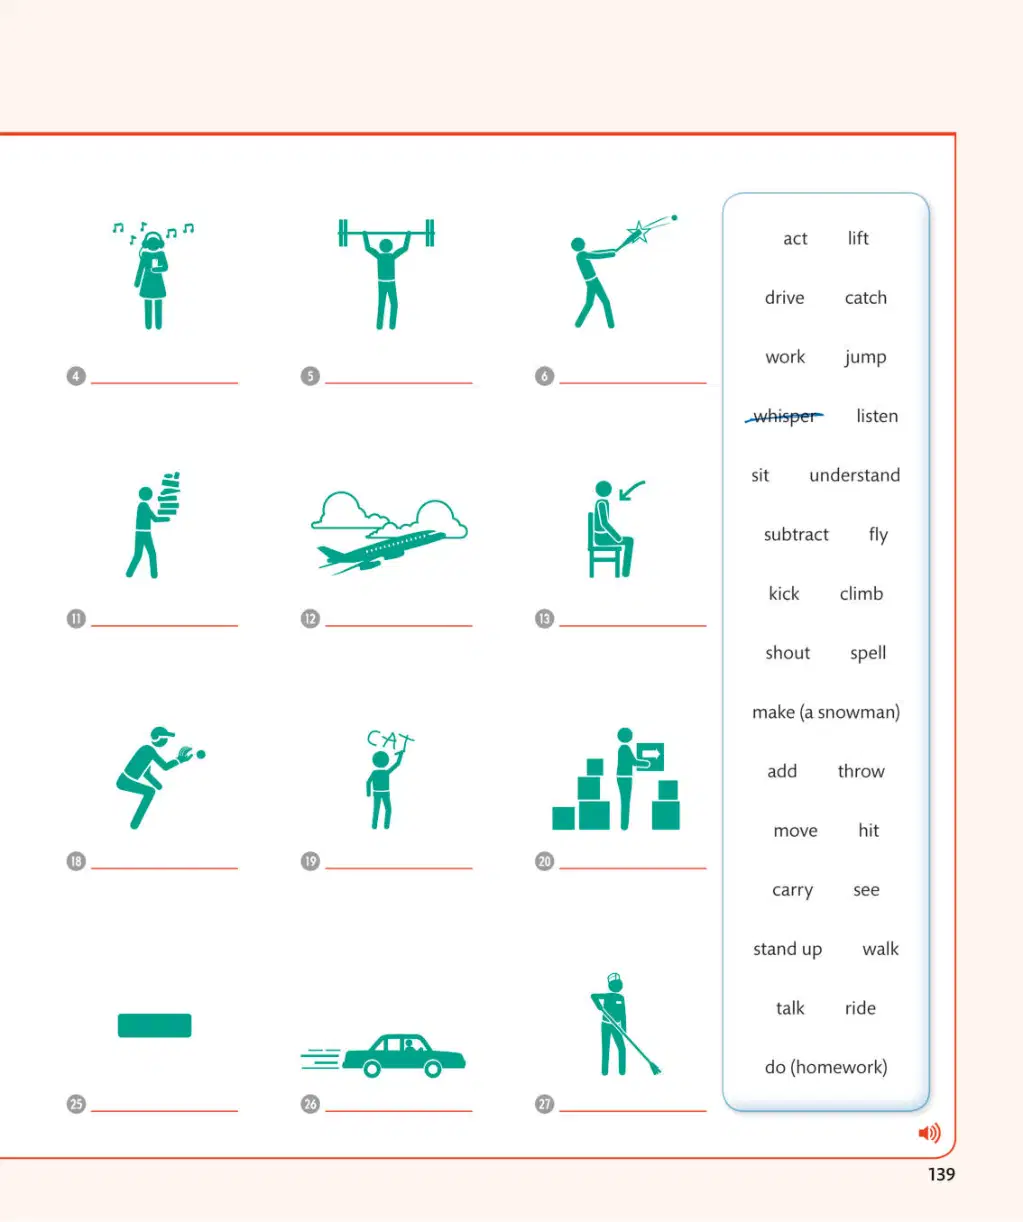 4
5
6
11
12
13
CAT
18
19
20
25
26
27
act lift
drive catch
work jump
whisper listen
sit understand
subtract fly
kick climb
shout spell
make (a snowman)
add throw
move hit
carry see
stand up walk
talk ride
do (homework)
139